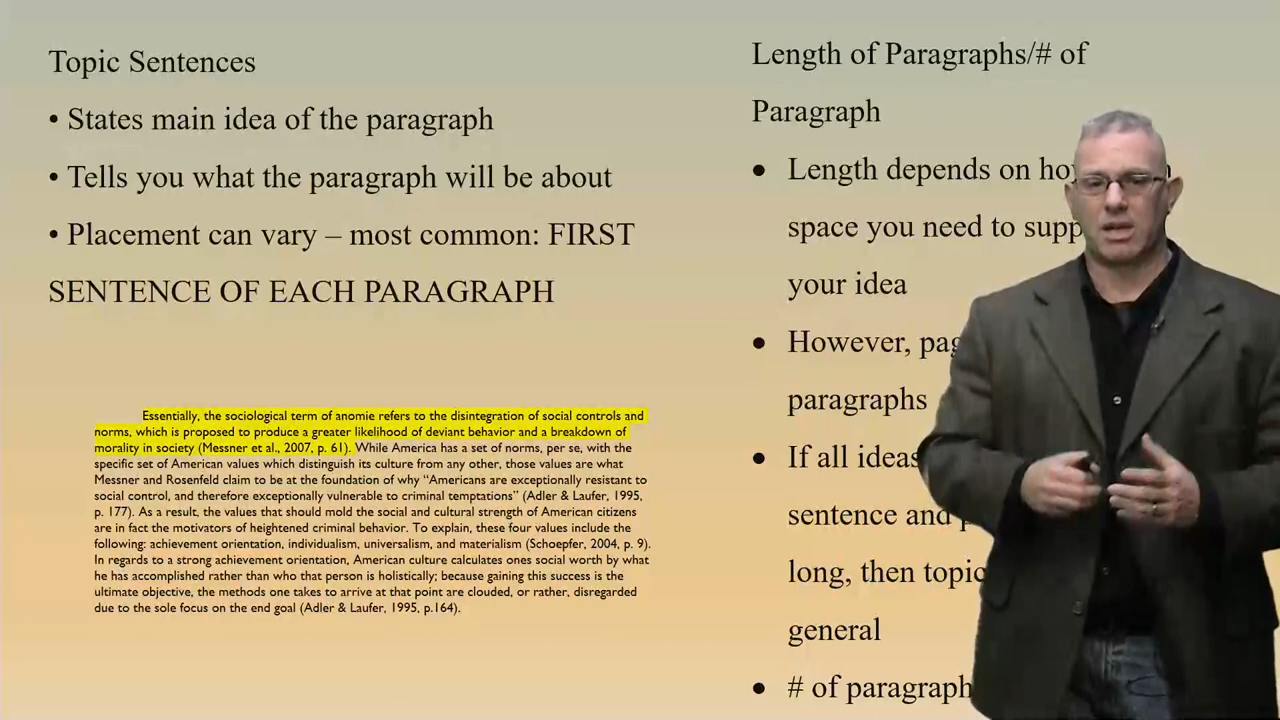 Topic Sentences
• States main idea of the paragraph
• Tells you what the paragraph will be about
• Placement can vary – most common: FIRST
SENTENCE OF EACH PARAGRAPH
Essentially, the sociological term of anomie refers to the disintegration of social controls and
norms, which is proposed to produce a greater likelihood of deviant behavior and a breakdown of
morality in society (Messner et al., 2007, p. 61). While America has a set of norms, per se, with the
specific set of American values which distinguish its culture from any other, those values are what
Messner and Rosenfeld claim to be at the foundation of why “Americans are exceptionally resistant to
social control, and therefore exceptionally vulnerable to criminal temptations” (Adler & Laufer, 1995,
p. 177). As a result, the values that should mold the social and cultural strength of American citizens
are in fact the motivators of heightened criminal behavior. To explain, these four values include the
following: achievement orientation, individualism, universalism, and materialism (Schoepfer, 2004, p. 9).
In regards to a strong achievement orientation, American culture calculates ones social worth by what
he has accomplished rather than who that person is holistically; because gaining this success is the
ultimate objective, the methods one takes to arrive at that point are clouded, or rather, disregarded
due to the sole focus on the end goal (Adler & Laufer, 1995, p.164).
Length of Paragraphs/# of
Paragraph
• Length depends on
space you need to
your idea
• However,
paragraphs
• If all ideas
sentence and
long, then topic
general
• # of